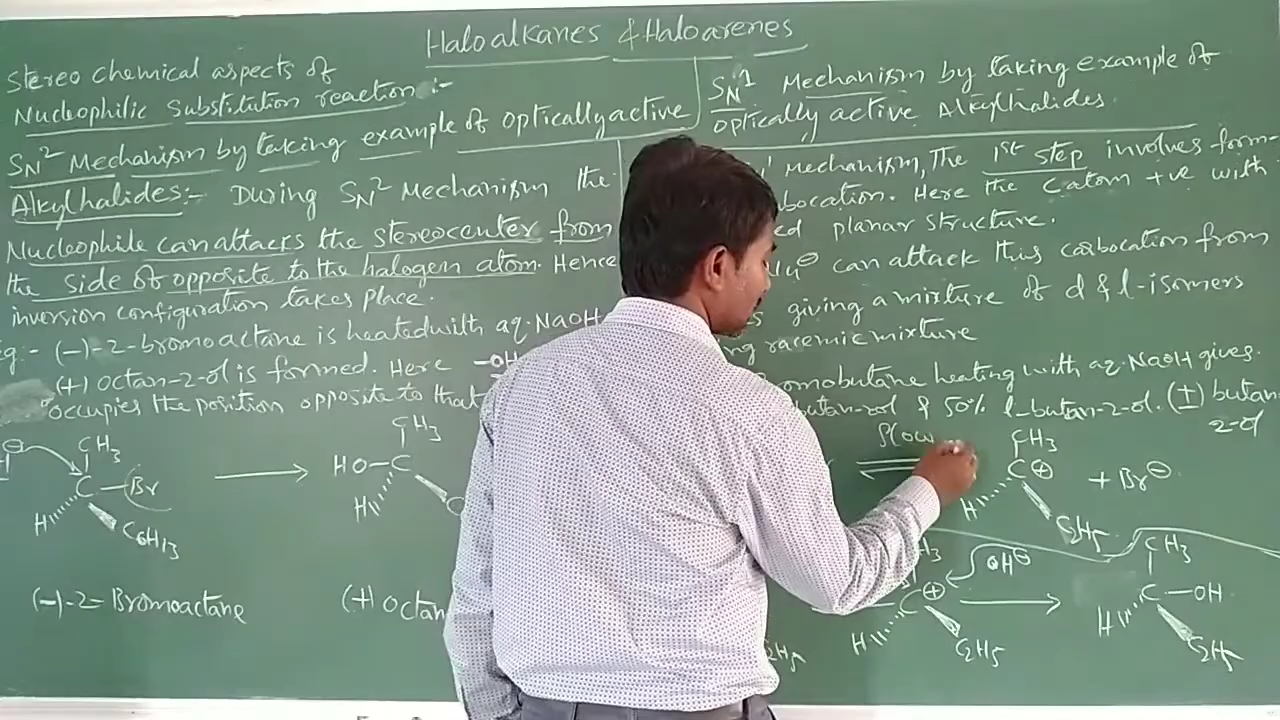 Haloalkanes & Haloarenes
Stereo chemical aspects of
Nucleophilic Substitution reaction :-
SN² Mechanism by taking example of optically active
Alkylhalides:- During SN² Mechanism the
Nucleophile can attacks the stereocenter from
the side of opposite to the halogen atom. Hence
inversion configuration takes place.
eg:- (-)-2-bromooctane is heated with aq.NaOH
(+) octan-2-ol is formed. Here -OH
occupies the position opposite to that
CH3
C-Br
H
C6H13
(-)-2-Bromoactane
CH3
HO-C
H
(+) octan
SN1 Mechanism by taking example of
optically active Alkylhalides.
mechanism, The 1st step involves form-
Here the C atom +ve with
planar structure.
can attack this carbocation from
giving a mixture of d & l-isomers
racemic mixture
heating with aq.NaOH gives.
& 50% l-butan-2-ol. (±) butan-
2-ol
Slow
CH3
C⊕ + Br⊖
H
C2H5
H3
C⊕
OH⊖
H
C2H5
CH3
C-OH
H
C2H5